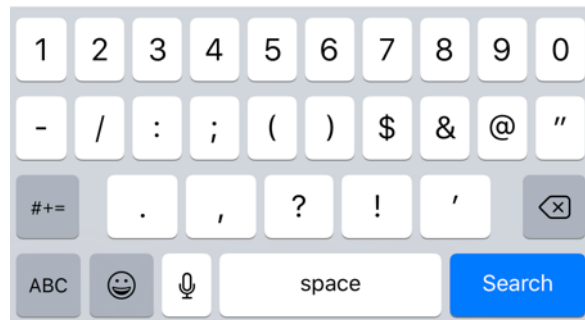 1 2 3 4 5 6 7 8 9 0
- / : ; ( ) $ & @ "
#+= . , ? ! '
ABC space Search